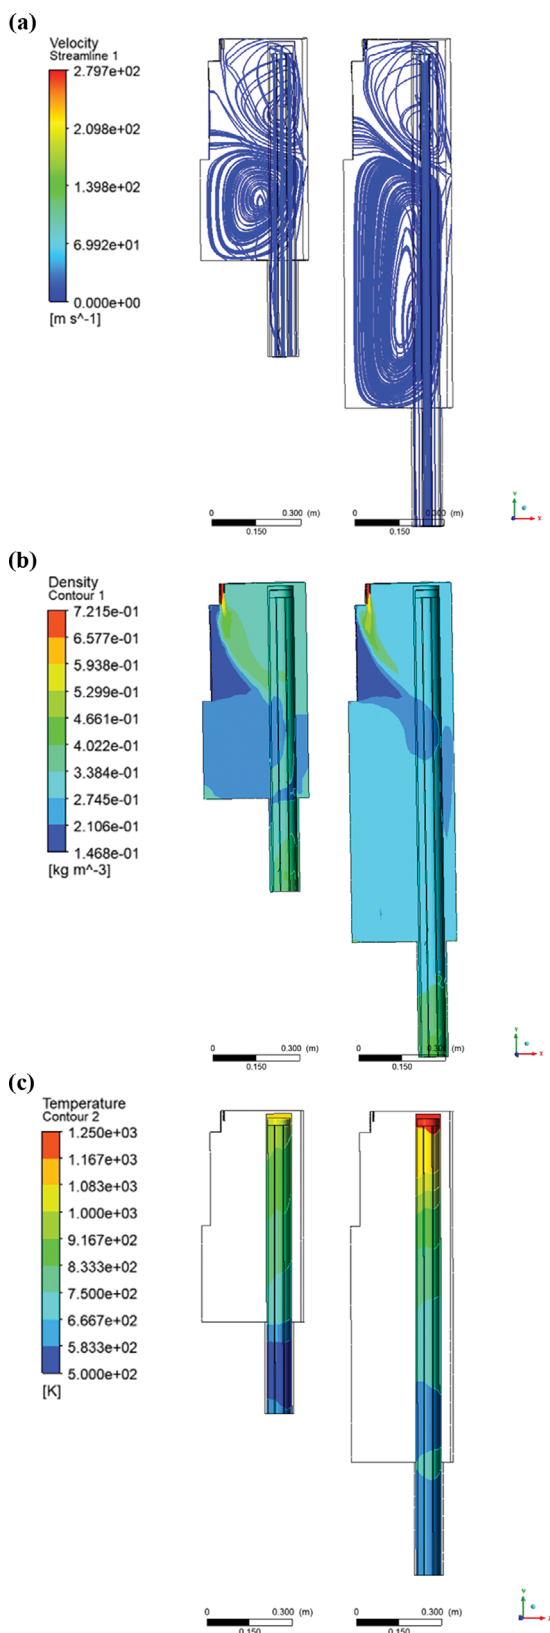 (a)
Velocity
Streamline 1
2.797e+02
2.098e+02
1.398e+02
6.992e+01
0.000e+00
[m s^-1]
0 0.300 (m)
0.150
0 0.300 (m)
0.150
Y
X
(b)
Density
Contour 1
7.215e-01
6.577e-01
5.938e-01
5.299e-01
4.661e-01
4.022e-01
3.384e-01
2.745e-01
2.106e-01
1.468e-01
[kg m^-3]
0 0.300 (m)
0.150
0 0.300 (m)
0.150
Y
X
(c)
Temperature
Contour 2
1.250e+03
1.167e+03
1.083e+03
1.000e+03
9.167e+02
8.333e+02
7.500e+02
6.667e+02
5.833e+02
5.000e+02
[K]
0 0.300 (m)
0.150
0 0.300 (m)
0.150
Y
X